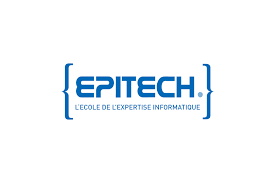 { EPITECH. }
L'ECOLE DE L'EXPERTISE INFORMATIQUE